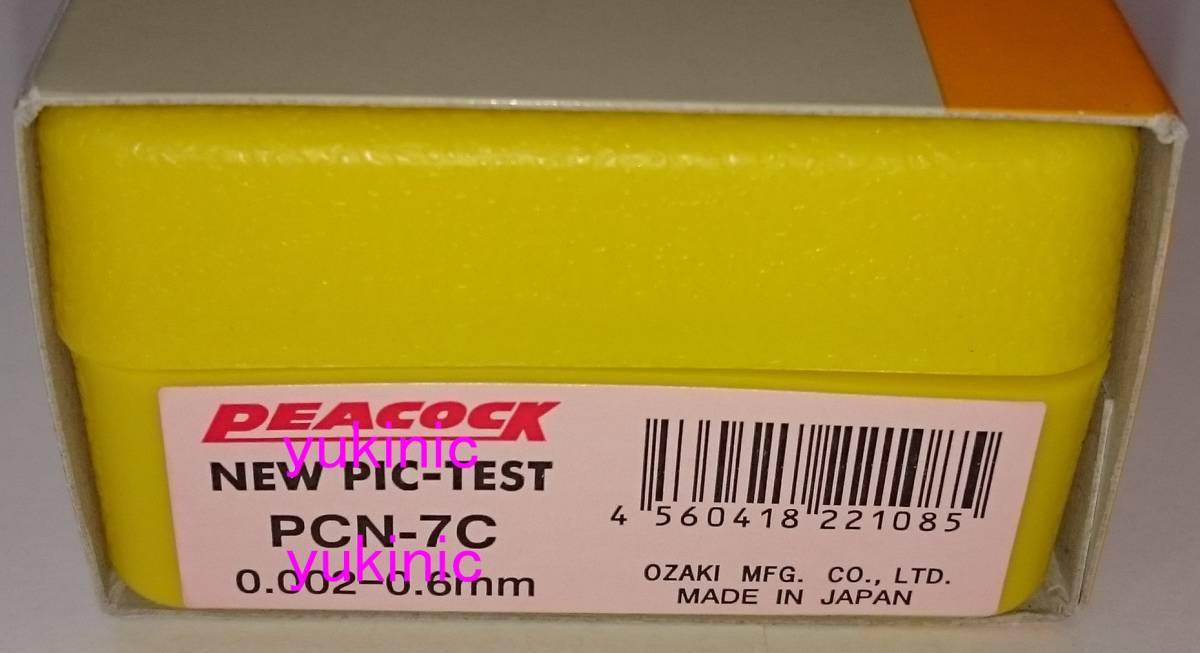 PEACOCK
yukinic
NEW PIC-TEST
PCN-7C
yukinic
0.002-0.6mm
4 560418 221085
OZAKI MFG. CO., LTD.
MADE IN JAPAN